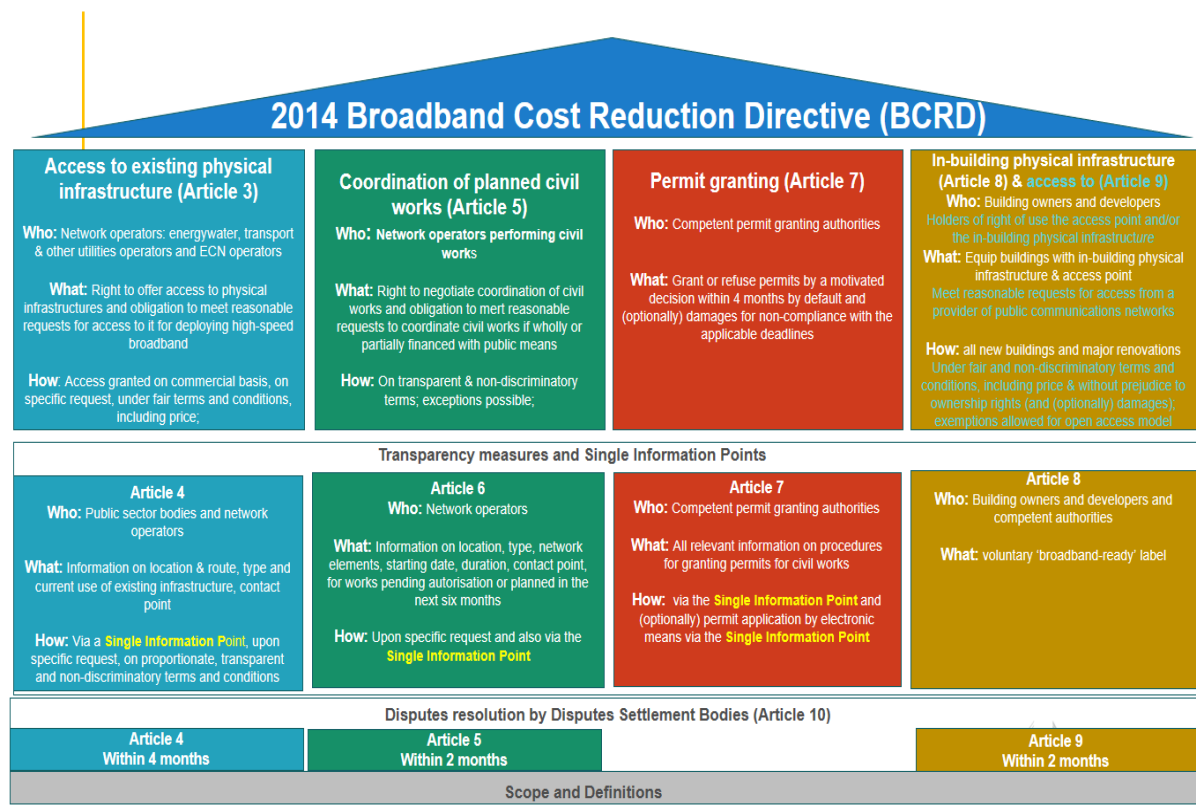 2014 Broadband Cost Reduction Directive (BCRD)
Access to existing physical
infrastructure (Article 3)
Who: Network operators: energywater, transport
& other utilities operators and ECN operators
What: Right to offer access to physical
infrastructures and obligation to meet reasonable
requests for access to it for deploying high-speed
broadband
How: Access granted on commercial basis, on
specific request, under fair terms and conditions,
including price;
Coordination of planned civil
works (Article 5)
Who: Network operators performing civil
works
What: Right to negotiate coordination of civil
works and obligation to mert reasonable
requests to coordinate civil works if wholly or
partially financed with public means
How: On transparent & non-discriminatory
terms; exceptions possible;
Permit granting (Article 7)
Who: Competent permit granting authorities
What: Grant or refuse permits by a motivated
decision within 4 months by default and
(optionally) damages for non-compliance with the
applicable deadlines
In-building physical infrastructure
(Article 8) & access to (Article 9)
Who: Building owners and developers
Holders of right of use the access point and/or
the in-building physical infrastructure
What: Equip buildings with in-building physical
infrastructure & access point
Meet reasonable requests for access from a
provider of public communications networks
How: all new buildings and major renovations
Under fair and non-discriminatory terms and
conditions, including price & without prejudice to
ownership rights (and (optionally) damages);
exemptions allowed for open access model
Transparency measures and Single Information Points
Article 4
Who: Public sector bodies and network
operators
What: Information on location & route, type and
current use of existing infrastructure, contact
point
How: Via a Single Information Point, upon
specific request, on proportionate, transparent
and non-discriminatory terms and conditions
Article 6
Who: Network operators
What: Information on location, type, network
elements, starting date, duration, contact point,
for works pending autorisation or planned in the
next six months
How: Upon specific request and also via the
Single Information Point
Article 7
Who: Competent permit granting authorities
What: All relevant information on procedures
for granting permits for civil works
How: via the Single Information Point and
(optionally) permit application by electronic
means via the Single Information Point
Article 8
Who: Building owners and developers and
competent authorities
What: voluntary ‘broadband-ready’ label
Disputes resolution by Disputes Settlement Bodies (Article 10)
Article 4
Within 4 months
Article 5
Within 2 months
Article 9
Within 2 months
Scope and Definitions